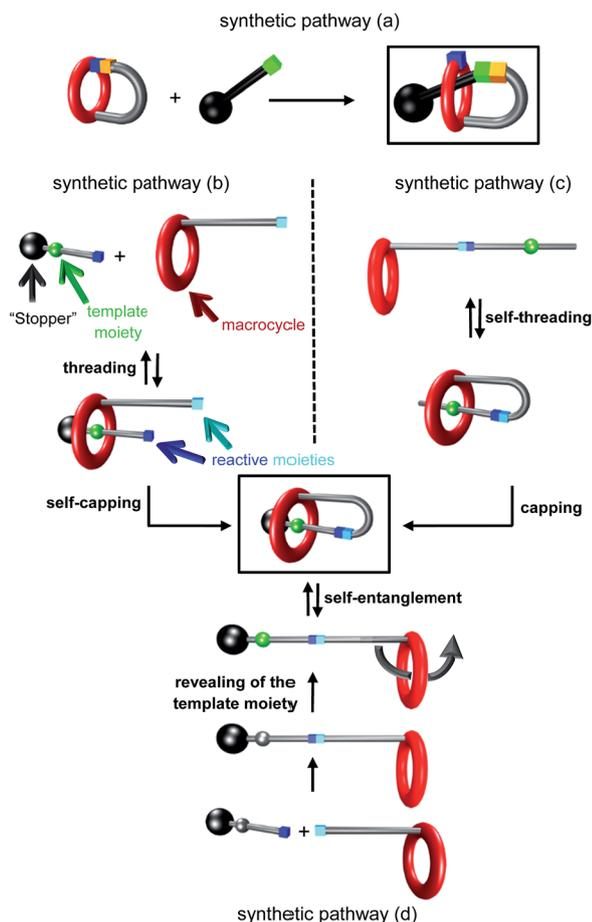 synthetic pathway (a)
+
synthetic pathway (b)
synthetic pathway (c)
+
"Stopper"
template
moiety
macrocycle
threading
self-threading
reactive moieties
self-capping
capping
self-entanglement
revealing of the
template moiety
+
synthetic pathway (d)